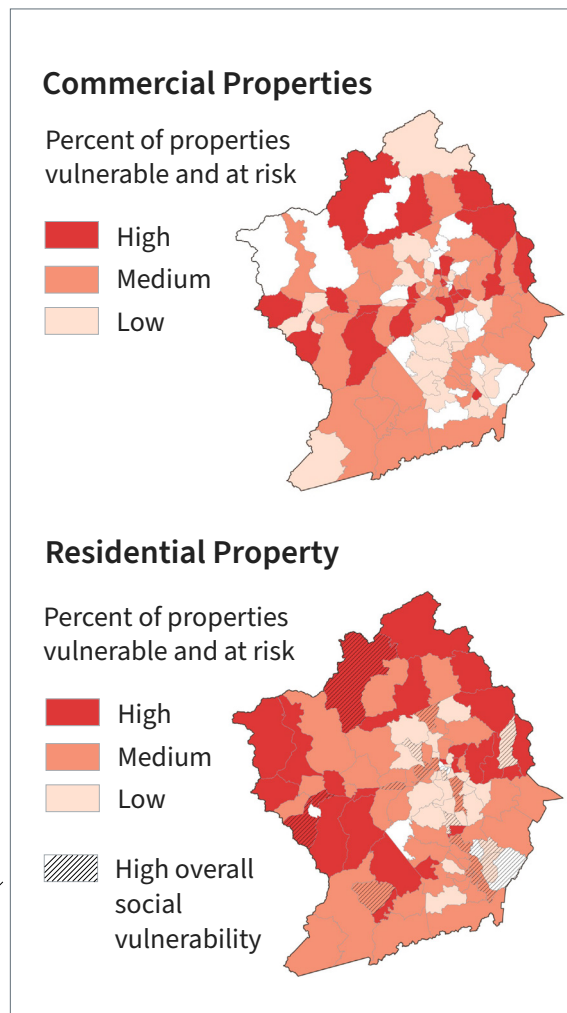 Commercial Properties
Percent of properties
vulnerable and at risk
High
Medium
Low
Residential Property
Percent of properties
vulnerable and at risk
High
Medium
Low
High overall
social
vulnerability